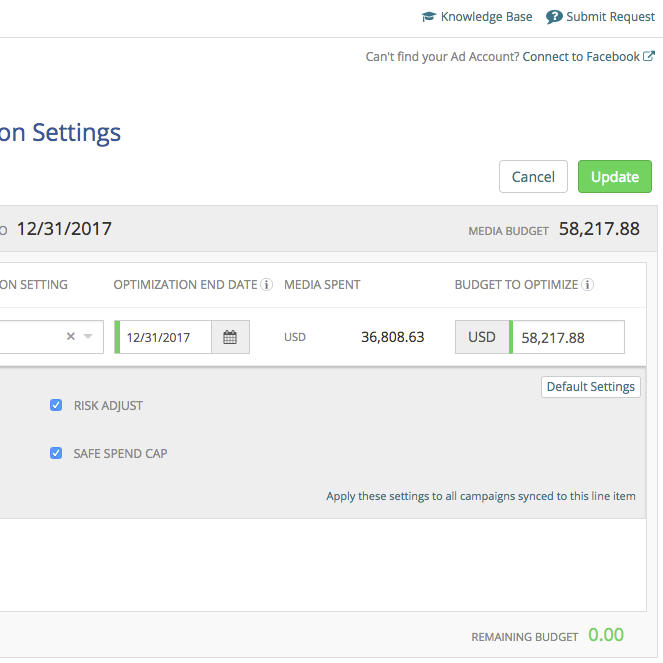 Knowledge Base Submit Request
Can't find your Ad Account? Connect to Facebook
on Settings
Cancel Update
O 12/31/2017 MEDIA BUDGET 58,217.88
ON SETTING OPTIMIZATION END DATE MEDIA SPENT BUDGET TO OPTIMIZE
12/31/2017 USD 36,808.63 USD 58,217.88
Default Settings
RISK ADJUST
SAFE SPEND CAP
Apply these settings to all campaigns synced to this line item
REMAINING BUDGET 0.00